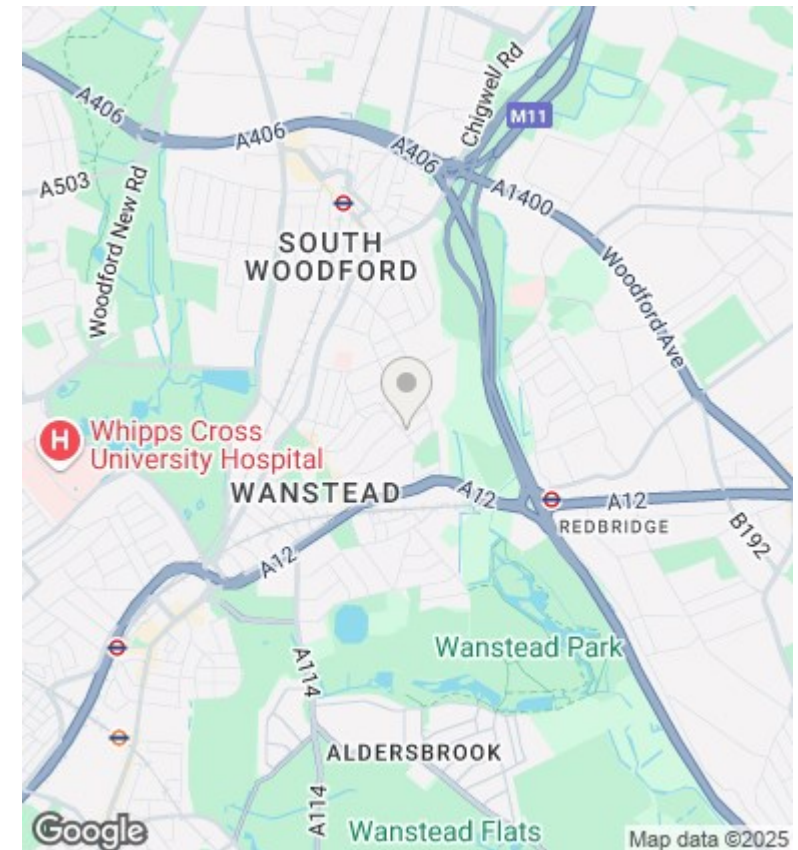 Chigwell Rd
M11
A406
A406
A406
A503
A1400
Woodford New Rd
SOUTH
WOODFORD
Woodford Ave
H
Whipps Cross
University Hospital
WANSTEAD
A12
A12
REDBRIDGE
B192
A12
Wanstead Park
A114
ALDERSBROOK
A114
Wanstead Flats
Google
Map data ©2025